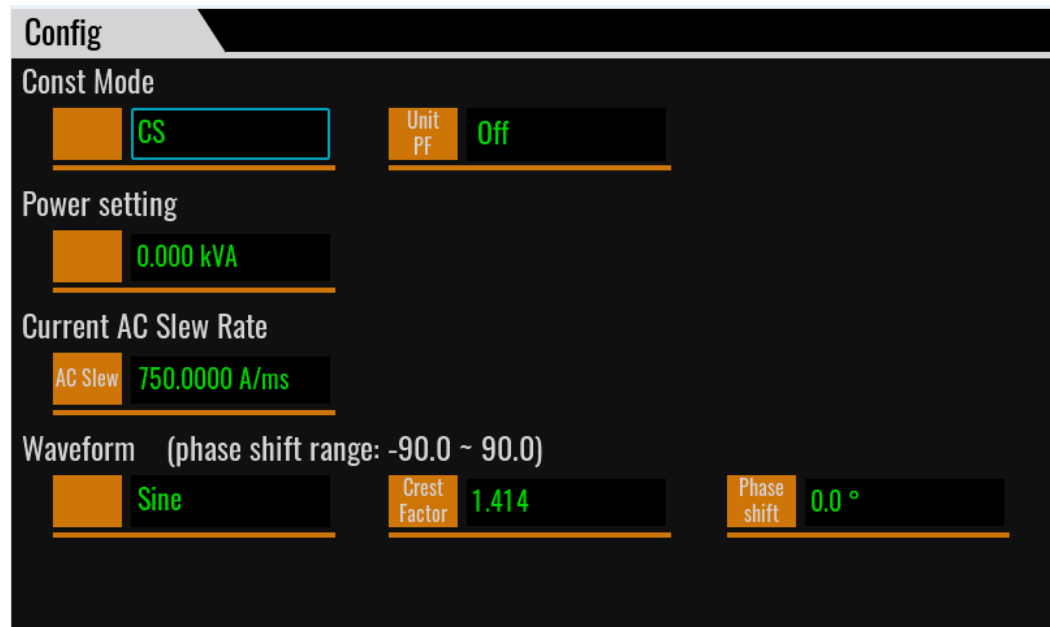 Config
Const Mode
CS
Unit
PF
Off
Power setting
0.000 kVA
Current AC Slew Rate
AC Slew
750.0000 A/ms
Waveform (phase shift range: -90.0 ~ 90.0)
Sine
Crest
Factor
1.414
Phase
shift
0.0 °